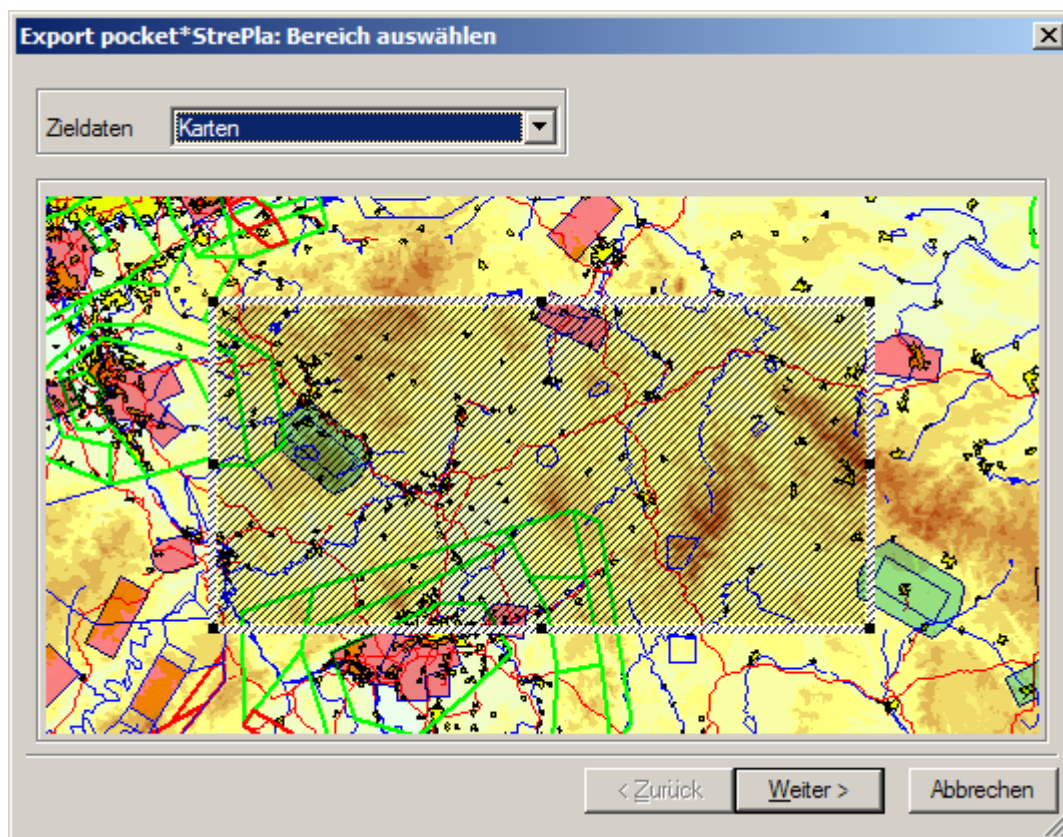 Export pocket*StrePla: Bereich auswählen
Zieldaten Karten
< Zurück Weiter > Abbrechen